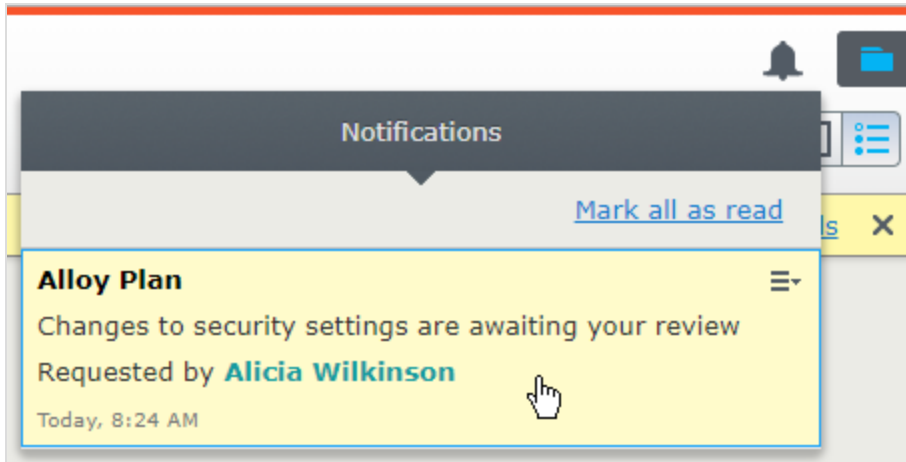 Notifications
Mark all as read
ls
Alloy Plan
Changes to security settings are awaiting your review
Requested by Alicia Wilkinson
Today, 8:24 AM